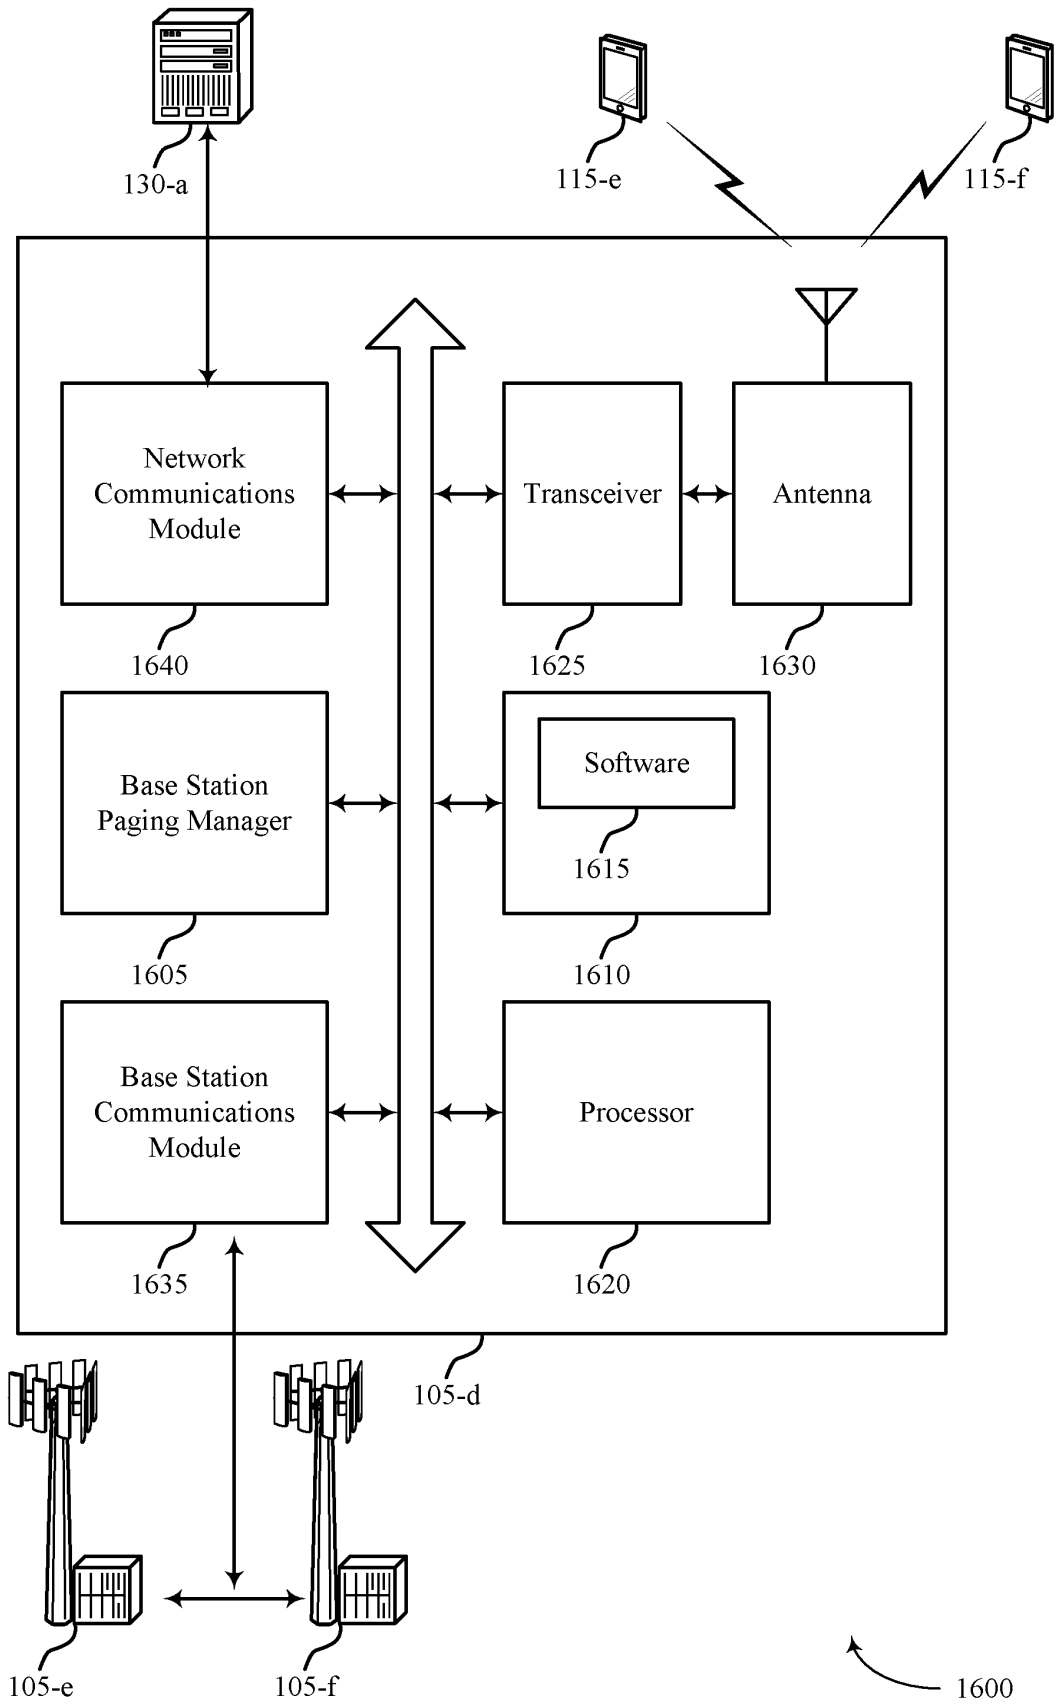 130-a
115-e
115-f
Network
Communications
Module
1640
Transceiver
1625
Antenna
1630
Base Station
Paging Manager
1605
Software
1615
1610
Base Station
Communications
Module
1635
Processor
1620
105-d
105-e
105-f
1600